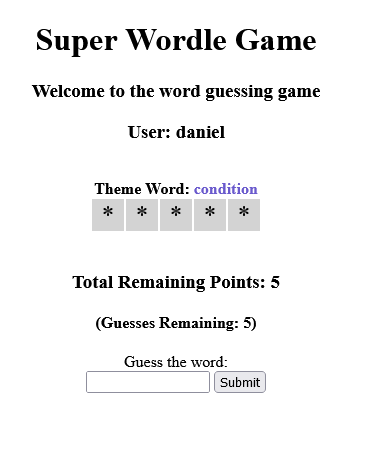 Super Wordle Game
Welcome to the word guessing game
User: daniel
Theme Word: condition
* * * * *
Total Remaining Points: 5
(Guesses Remaining: 5)
Guess the word:
Submit